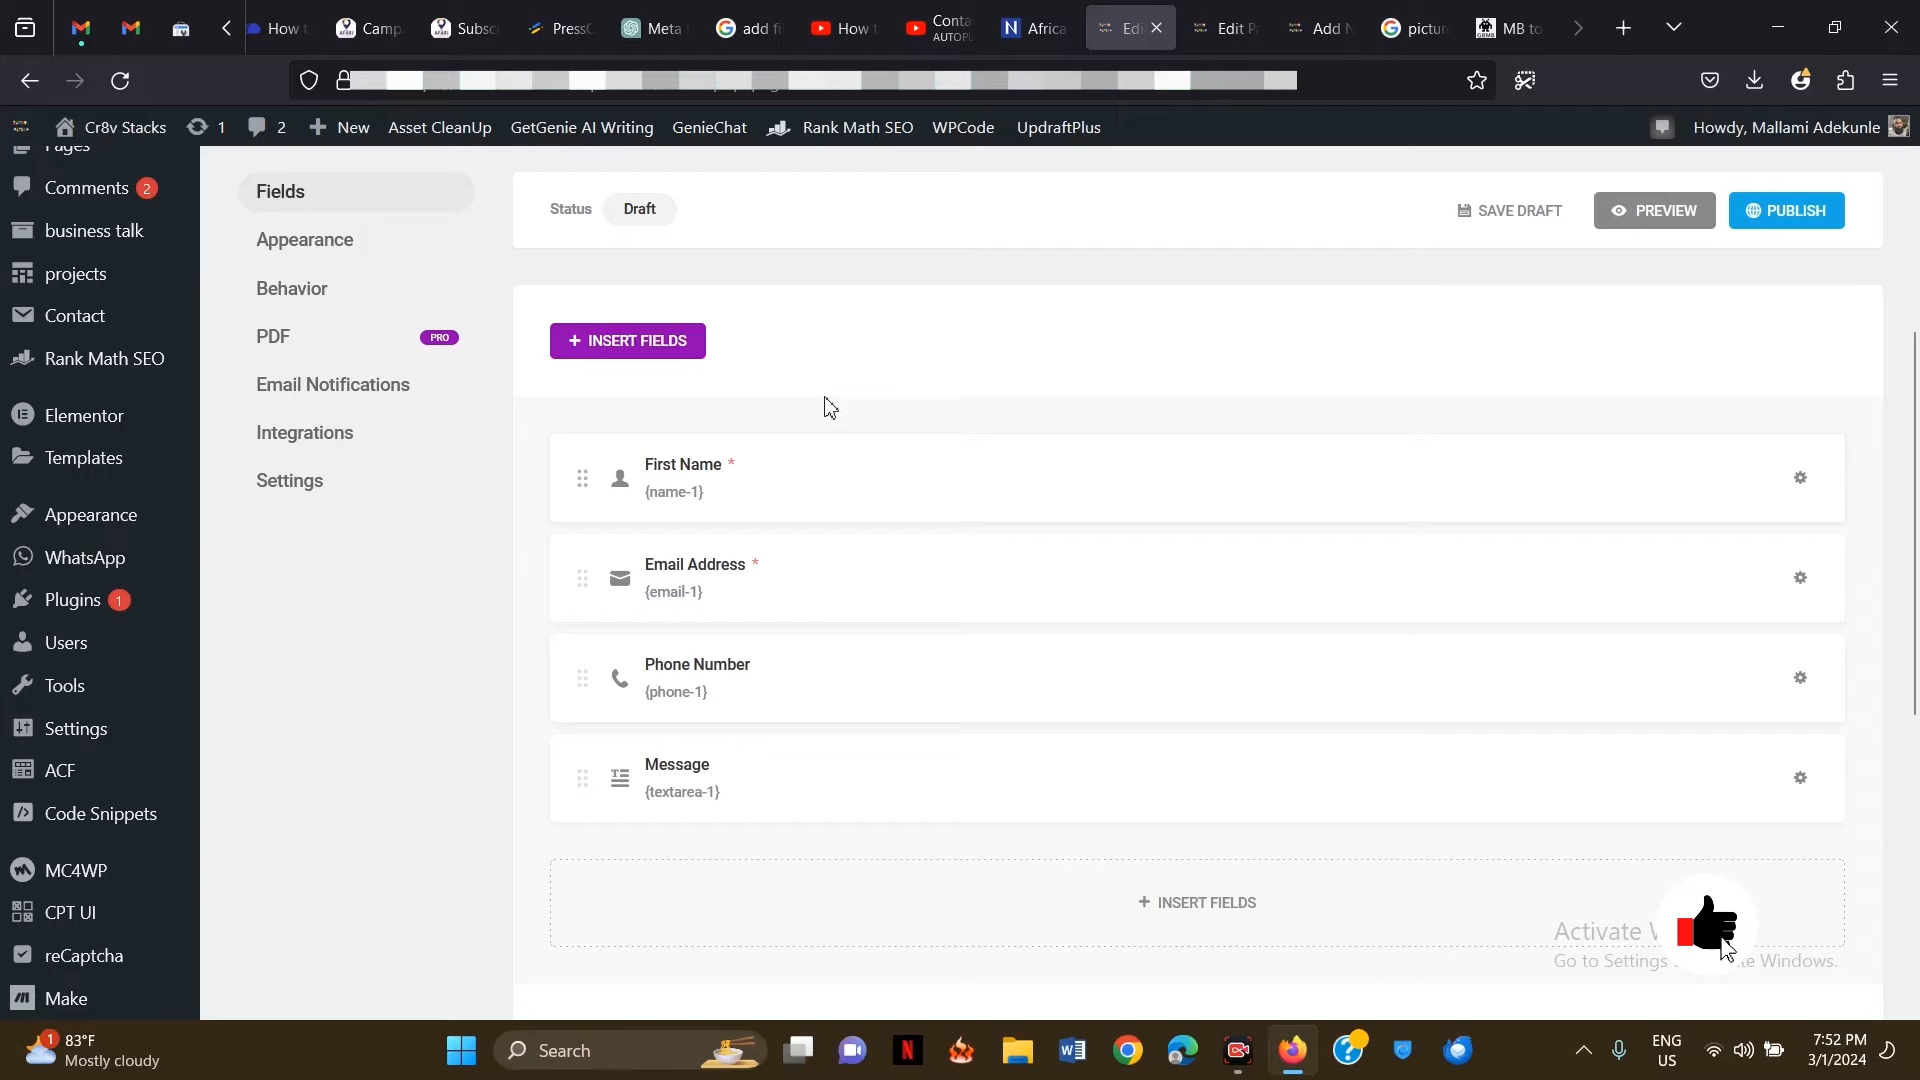 How t
Camp
Subsc
PressC
Meta
add fi
How t
Conta
AUTOPL
Africa
Edi
Edit P
Add N
pictur
MB to
Cr8v Stacks
1
2
New
Asset CleanUp
GetGenie AI Writing
GenieChat
Rank Math SEO
WPCode
UpdraftPlus
Howdy, Mallami Adekunle
Pages
Comments 2
business talk
projects
Contact
Rank Math SEO
Elementor
Templates
Appearance
WhatsApp
Plugins 1
Users
Tools
Settings
ACF
Code Snippets
MC4WP
CPT UI
reCaptcha
Make
Fields
Appearance
Behavior
PDF PRO
Email Notifications
Integrations
Settings
Status Draft
SAVE DRAFT
PREVIEW
PUBLISH
+ INSERT FIELDS
First Name *
{name-1}
Email Address *
{email-1}
Phone Number
{phone-1}
Message
{textarea-1}
+ INSERT FIELDS
Activate
Go to Settings Windows.
1
83°F
Mostly cloudy
Search
ENG
US
7:52 PM
3/1/2024